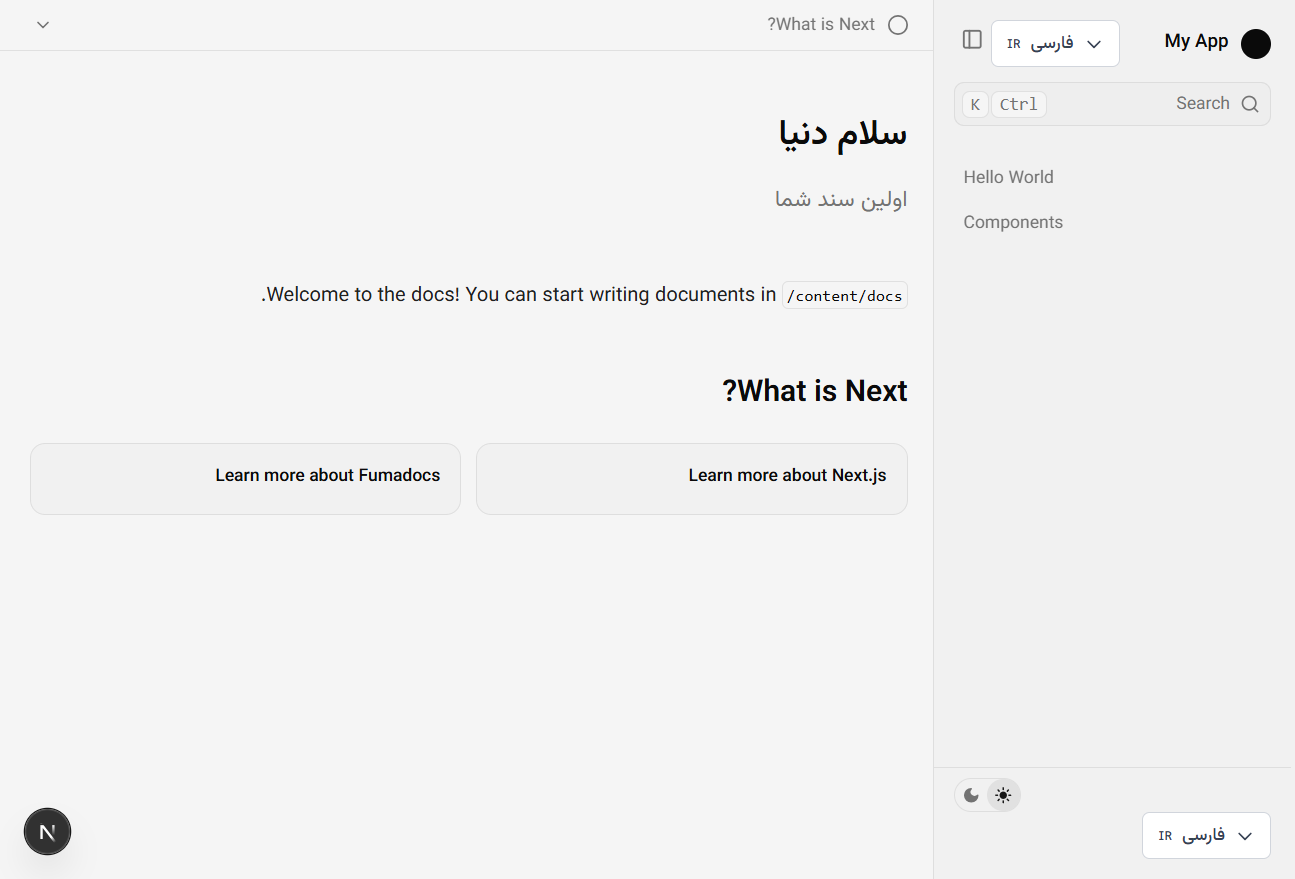 What is Next?
My App
فارسی IR
Search
Ctrl K
Hello World
Components
سلام دنیا
اولین سند شما
/content/docs Welcome to the docs! You can start writing documents in.
What is Next?
Learn more about Next.js
Learn more about Fumadocs
فارسی IR
N